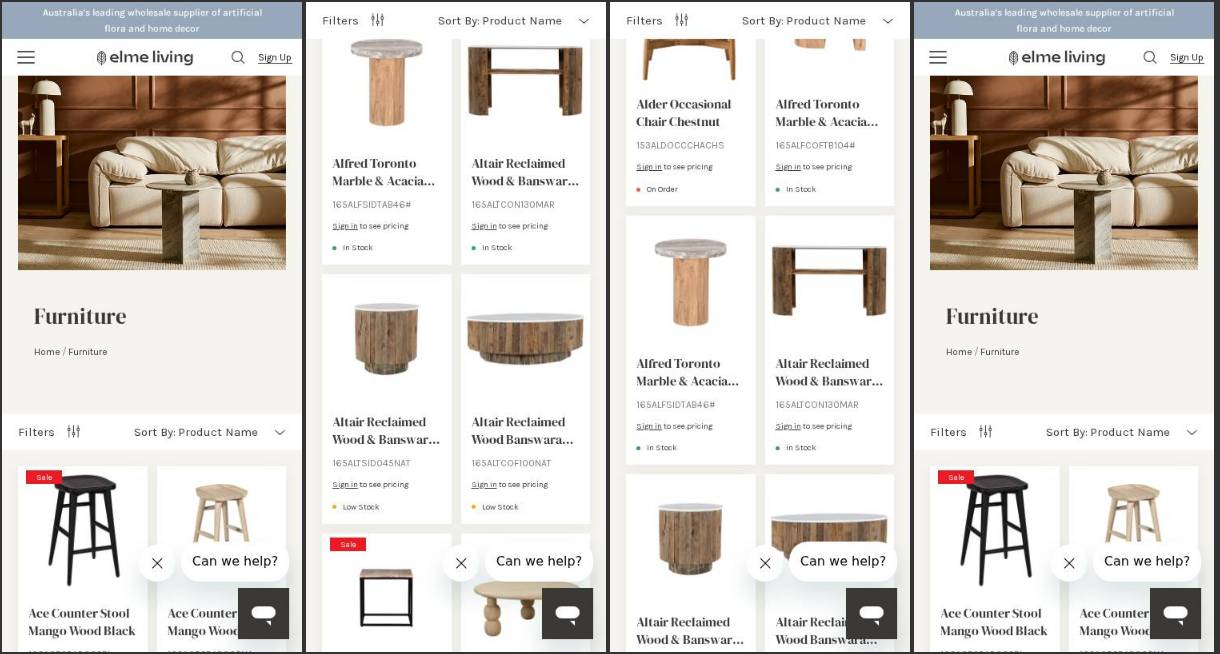 Australia's leading wholesale supplier of artificial
flora and home decor
elme living
Sign Up
Furniture
Home / Furniture
Filters
Sort By: Product Name
Sale
Can we help?
Ace Counter Stool
Mango Wood Black
Ace Counter
Mango Wood
Filters
Sort By: Product Name
Alfred Toronto
Marble & Acacia...
165ALFSIDTAB46#
Sign in to see pricing
In Stock
Altair Reclaimed
Wood & Banswar...
165ALTCON130MAR
Sign in to see pricing
In Stock
Altair Reclaimed
Wood & Banswar...
165ALTSID045NAT
Sign in to see pricing
Low Stock
Altair Reclaimed
Wood Banswara...
165ALTCOF100NAT
Sign in to see pricing
Low Stock
Sale
Can we help?
Filters
Sort By: Product Name
Alder Occasional
Chair Chestnut
153ALDOCCCHACHS
Sign in to see pricing
On Order
Alfred Toronto
Marble & Acacia...
165ALFCOFTB104#
Sign in to see pricing
In Stock
Alfred Toronto
Marble & Acacia...
165ALFSIDTAB46#
Sign in to see pricing
In Stock
Altair Reclaimed
Wood & Banswar...
165ALTCON130MAR
Sign in to see pricing
In Stock
Can we help?
Altair Reclaimed
Wood & Banswar...
Altair
Wood Banswara...
Australia's leading wholesale supplier of artificial
flora and home decor
elme living
Sign Up
Furniture
Home / Furniture
Filters
Sort By: Product Name
Sale
Can we help?
Ace Counter Stool
Mango Wood Black
Ace Counter
Mango Wood